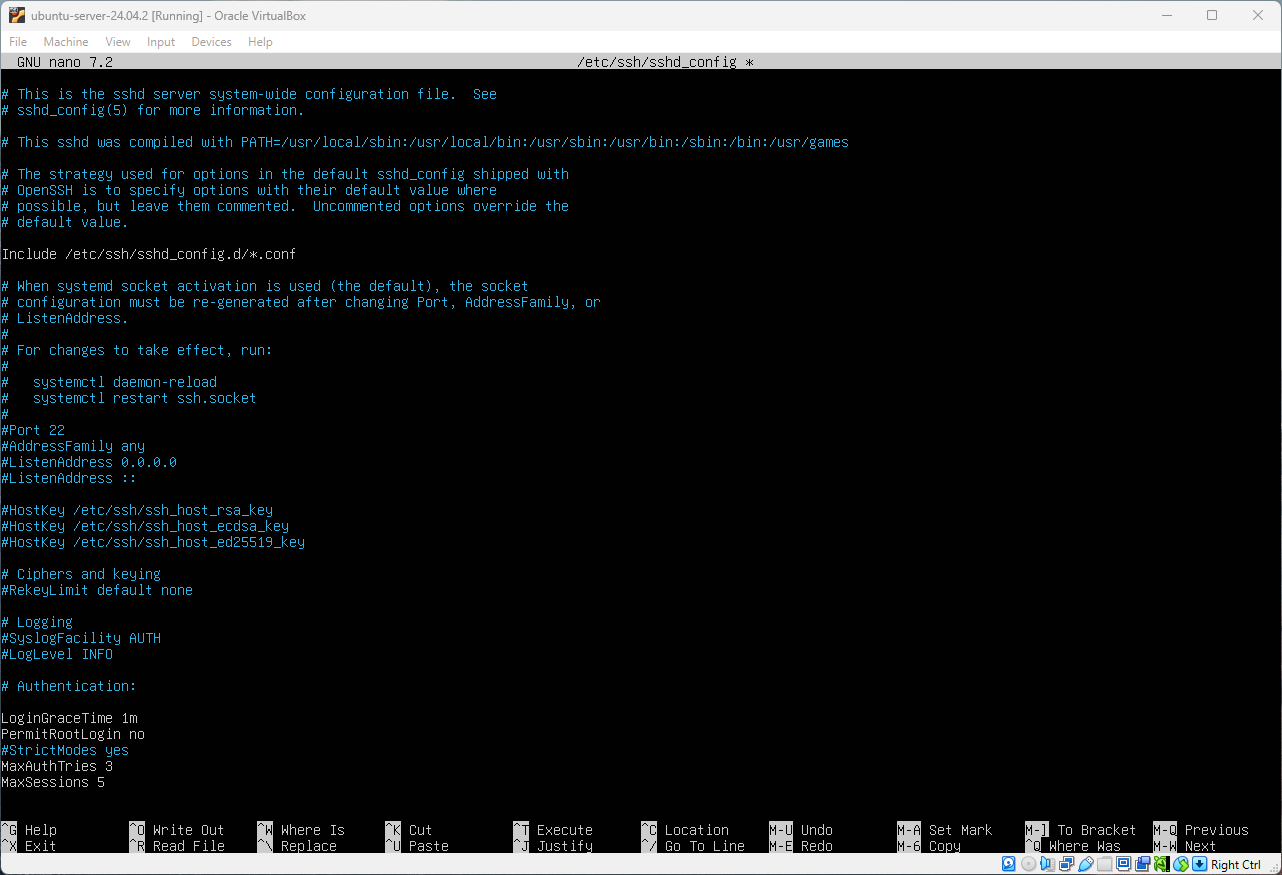 ubuntu-server-24.04.2 [Running] - Oracle VirtualBox
File Machine View Input Devices Help
GNU nano 7.2 /etc/ssh/sshd_config *
# This is the sshd server system-wide configuration file.  See
# sshd_config(5) for more information.
# This sshd was compiled with PATH=/usr/local/sbin:/usr/local/bin:/usr/sbin:/usr/bin:/sbin:/bin:/usr/games
# The strategy used for options in the default sshd_config shipped with
# OpenSSH is to specify options with their default value where
# possible, but leave them commented.  Uncommented options override the
# default value.
Include /etc/ssh/sshd_config.d/*.conf
# When systemd socket activation is used (the default), the socket
# configuration must be re-generated after changing Port, AddressFamily, or
# ListenAddress.
#
# For changes to take effect, run:
#
#   systemctl daemon-reload
#   systemctl restart ssh.socket
#
#Port 22
#AddressFamily any
#ListenAddress 0.0.0.0
#ListenAddress ::
#HostKey /etc/ssh/ssh_host_rsa_key
#HostKey /etc/ssh/ssh_host_ecdsa_key
#HostKey /etc/ssh/ssh_host_ed25519_key
# Ciphers and keying
#RekeyLimit default none
# Logging
#SyslogFacility AUTH
#LogLevel INFO
# Authentication:
LoginGraceTime 1m
PermitRootLogin no
#StrictModes yes
MaxAuthTries 3
MaxSessions 5
^G Help ^O Write Out ^W Where Is ^K Cut ^T Execute ^C Location M-U Undo M-A Set Mark M-] To Bracket M-Q Previous
^X Exit ^R Read File ^\ Replace ^U Paste ^J Justify ^/ Go To Line M-E Redo M-6 Copy ^Q Where Was M-W Next
Right Ctrl